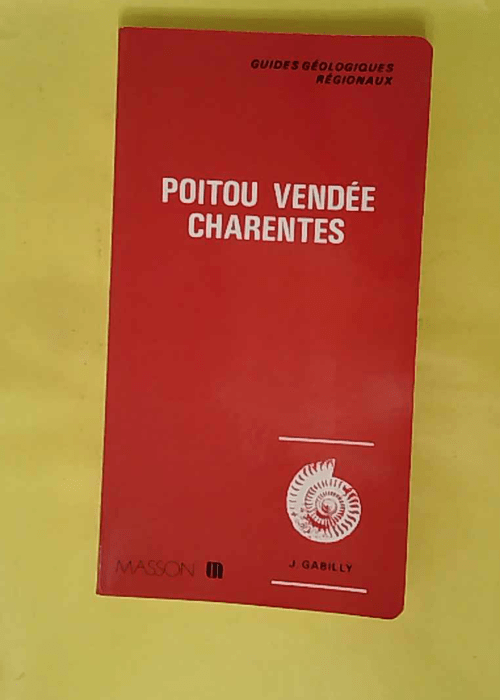 GUIDES GÉOLOGIQUES
RÉGIONAUX
POITOU VENDÉE
CHARENTES
J. GABILLY
MASSON